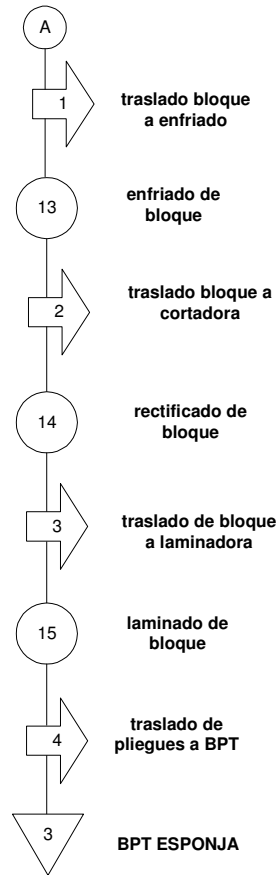 A
1
traslado bloque
a enfriado
13
enfriado de
bloque
2
traslado bloque a
cortadora
14
rectificado de
bloque
3
traslado de bloque
a laminadora
15
laminado de
bloque
4
traslado de
pliegues a BPT
3
BPT ESPONJA